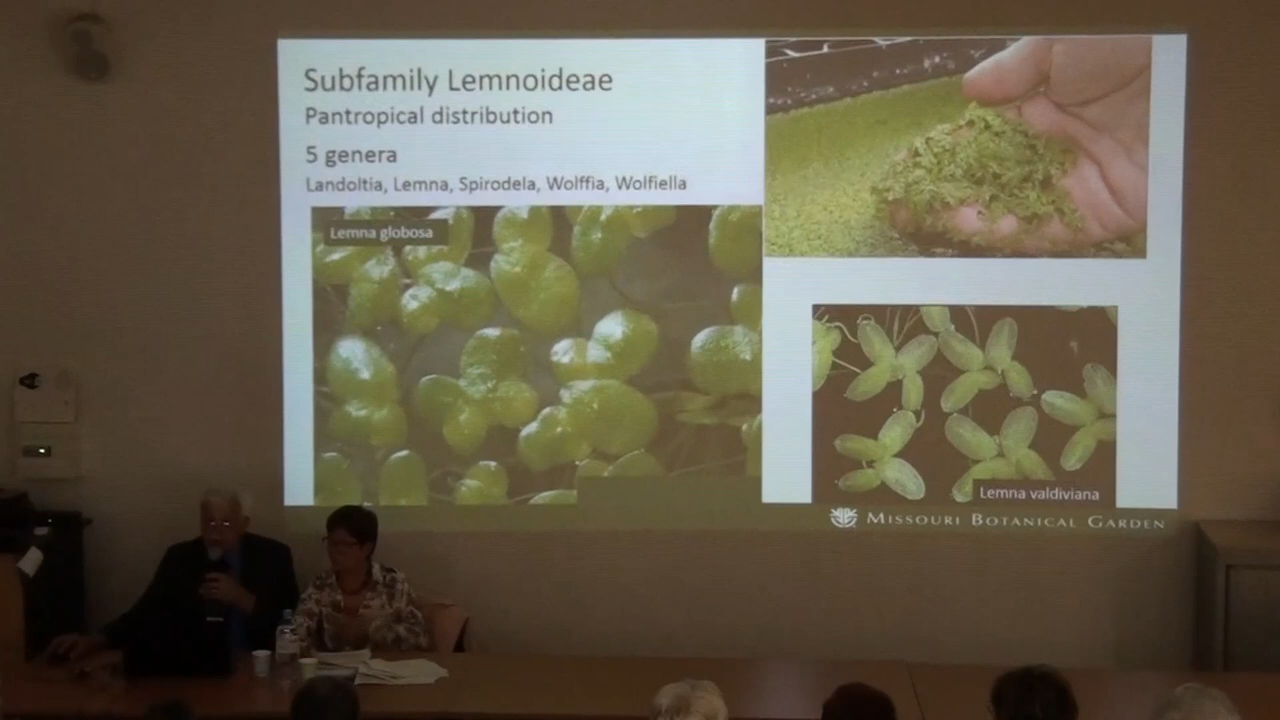 Subfamily Lemnoideae
Pantropical distribution
5 genera
Landoltia, Lemna, Spirodela, Wolffia, Wolfiella
Lemna globosa
Lemna valdiviana
MISSOURI BOTANICAL GARDEN